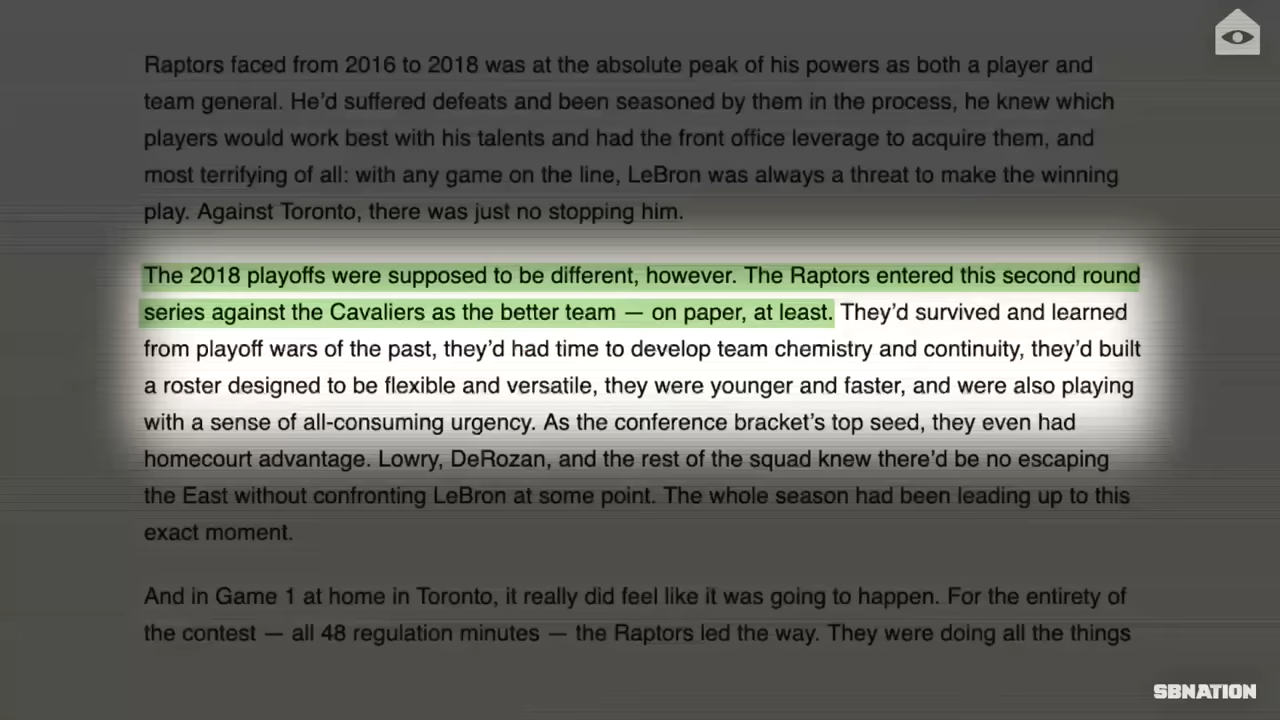 Raptors faced from 2016 to 2018 was at the absolute peak of his powers as both a player and
team general. He’d suffered defeats and been seasoned by them in the process, he knew which
players would work best with his talents and had the front office leverage to acquire them, and
most terrifying of all: with any game on the line, LeBron was always a threat to make the winning
play. Against Toronto, there was just no stopping him.
The 2018 playoffs were supposed to be different, however. The Raptors entered this second round
series against the Cavaliers as the better team — on paper, at least. They’d survived and learned
from playoff wars of the past, they’d had time to develop team chemistry and continuity, they’d built
a roster designed to be flexible and versatile, they were younger and faster, and were also playing
with a sense of all-consuming urgency. As the conference bracket’s top seed, they even had
homecourt advantage. Lowry, DeRozan, and the rest of the squad knew there’d be no escaping
the East without confronting LeBron at some point. The whole season had been leading up to this
exact moment.
And in Game 1 at home in Toronto, it really did feel like it was going to happen. For the entirety of
the contest — all 48 regulation minutes — the Raptors led the way. They were doing all the things
SBNATION